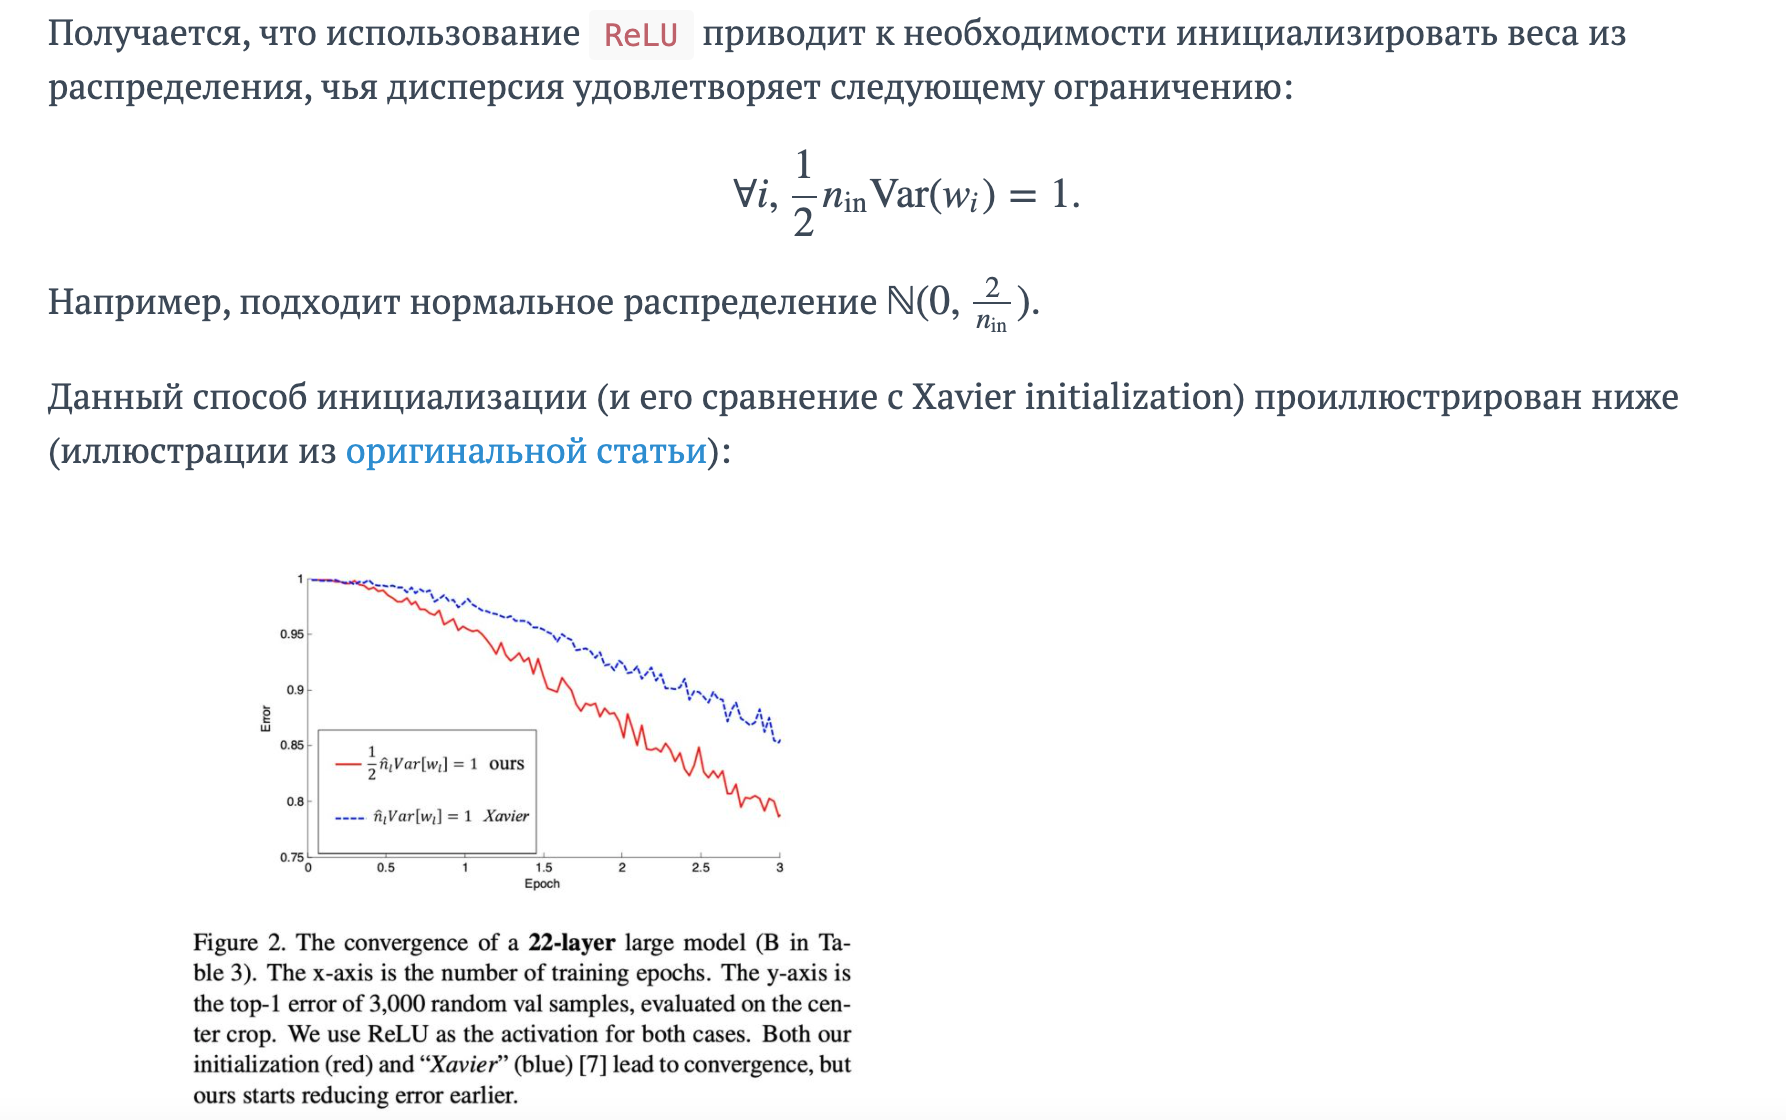 Получается, что использование ReLU приводит к необходимости инициализировать веса из
распределения, чья дисперсия удовлетворяет следующему ограничению:
∀i, 1/2 n_in Var(w_i) = 1.
Например, подходит нормальное распределение ℕ(0, 2/n_in).
Данный способ инициализации (и его сравнение с Xavier initialization) проиллюстрирован ниже
(иллюстрации из оригинальной статьи):
1
0.95
0.9
0.85
0.8
0.75
Error
1/2 n̂_l Var[w_l] = 1 ours
n̂_l Var[w_l] = 1 Xavier
0 0.5 1 1.5 2 2.5 3
Epoch
Figure 2. The convergence of a 22-layer large model (B in Ta-
ble 3). The x-axis is the number of training epochs. The y-axis is
the top-1 error of 3,000 random val samples, evaluated on the cen-
ter crop. We use ReLU as the activation for both cases. Both our
initialization (red) and “Xavier” (blue) [7] lead to convergence, but
ours starts reducing error earlier.